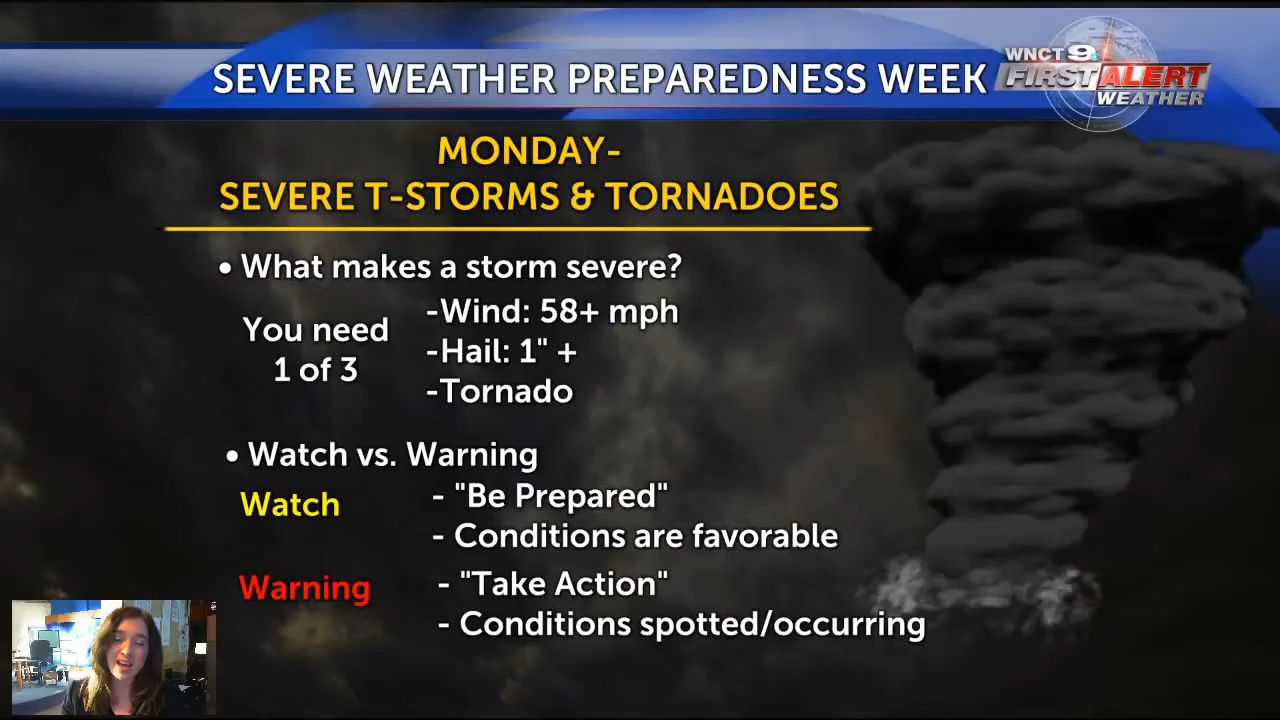 SEVERE WEATHER PREPAREDNESS WEEK
WNCT 9
FIRST ALERT
WEATHER
MONDAY-
SEVERE T-STORMS & TORNADOES
• What makes a storm severe?
You need
1 of 3
-Wind: 58+ mph
-Hail: 1" +
-Tornado
• Watch vs. Warning
Watch
- "Be Prepared"
- Conditions are favorable
Warning
- "Take Action"
- Conditions spotted/occurring